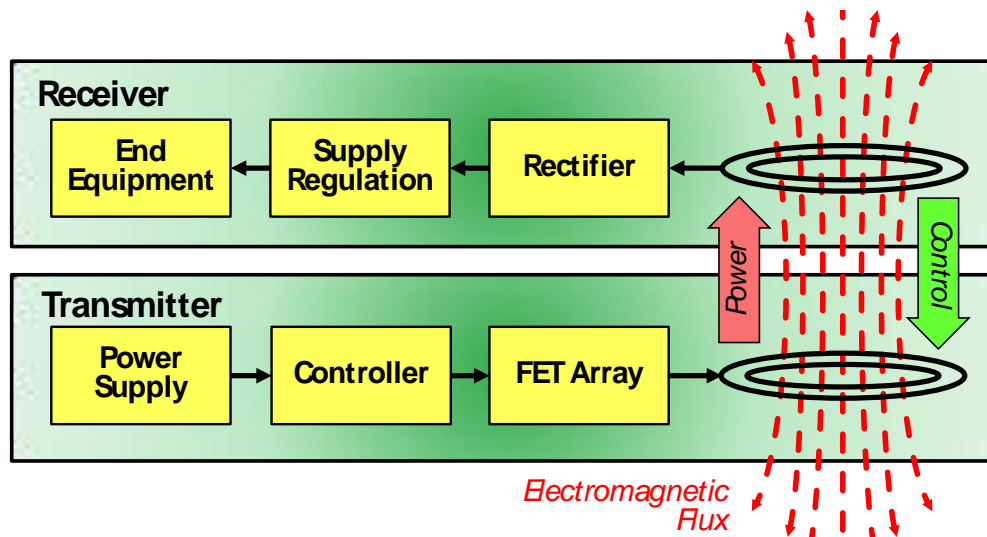 Receiver
End
Equipment
Supply
Regulation
Rectifier
Power
Control
Transmitter
Power
Supply
Controller
FET Array
Electromagnetic
Flux